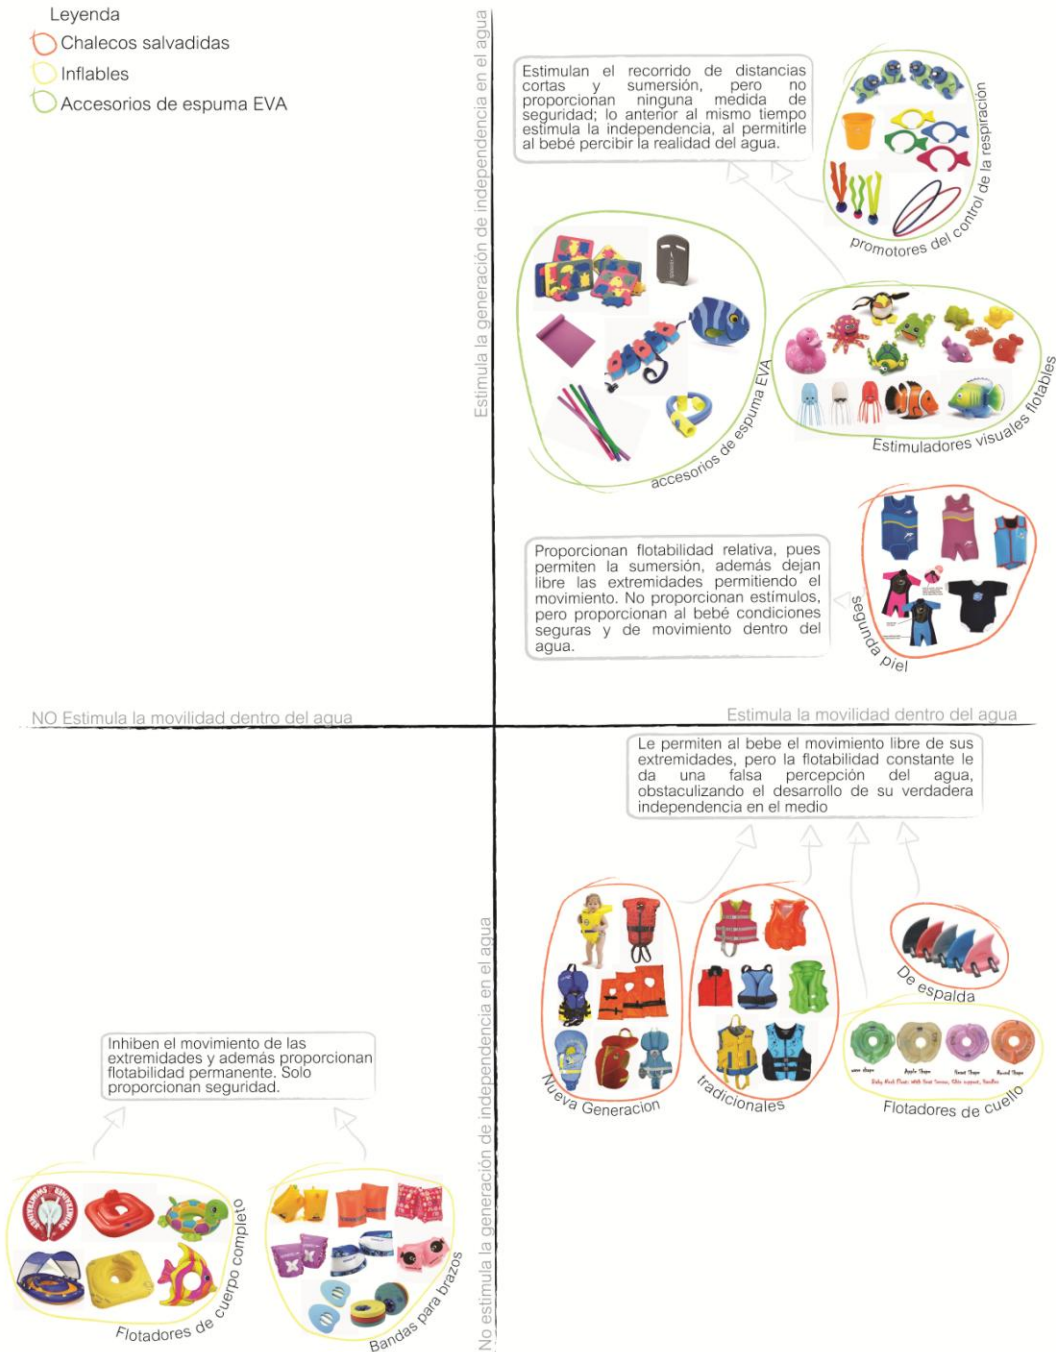 Leyenda
Chalecos salvadidas
Inflables
Accesorios de espuma EVA
Estimula la generación de independencia en el agua
Estimulan el recorrido de distancias
cortas y sumersión, pero no
proporcionan ninguna medida de
seguridad; lo anterior al mismo tiempo
estimula la independencia, al permitirle
al bebé percibir la realidad del agua.
promotores del control de la respiración
accesorios de espuma EVA
Estimuladores visuales flotables
Proporcionan flotabilidad relativa, pues
permiten la sumersión, además dejan
libre las extremidades permitiendo el
movimiento. No proporcionan estímulos,
pero proporcionan al bebé condiciones
seguras y de movimiento dentro del
agua.
segunda piel
NO Estimula la movilidad dentro del agua
Estimula la movilidad dentro del agua
Le permiten al bebe el movimiento libre de sus
extremidades, pero la flotabilidad constante le
da una falsa percepción del agua,
obstaculizando el desarrollo de su verdadera
independencia en el medio
Nueva Generacion
tradicionales
De espalda
Apple Shape
Round Shape
Flotadores de cuello
No estimula la generación de independencia en el agua
Inhiben el movimiento de las
extremidades y además proporcionan
flotabilidad permanente. Solo
proporcionan seguridad.
SWIMTRAINER
Flotadores de cuerpo completo
Bandas para brazos